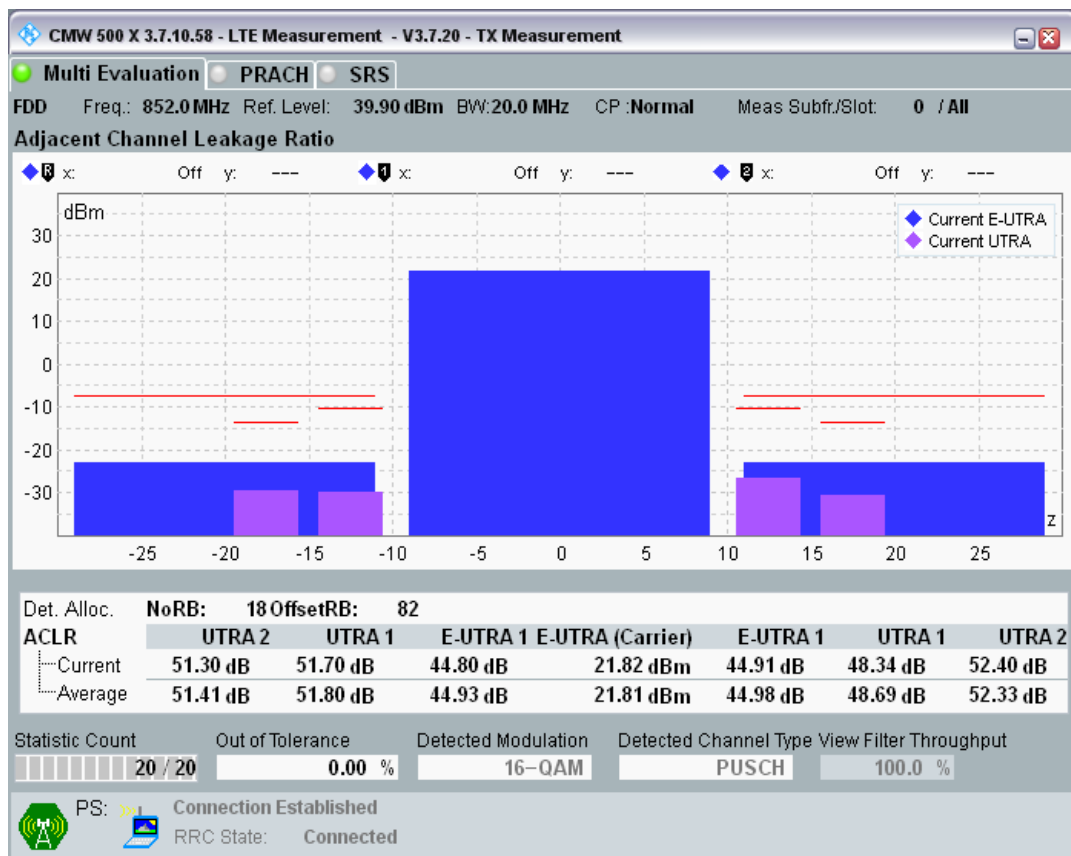 CMW 500 X 3.7.10.58 - LTE Measurement - V3.7.20 - TX Measurement
Multi Evaluation PRACH SRS
FDD Freq.: 852.0 MHz Ref. Level: 39.90 dBm BW:20.0 MHz CP :Normal Meas Subfr./Slot: 0 / All
Adjacent Channel Leakage Ratio
R x: Off y: --- 1 x: Off y: --- 2 x: Off y: ---
dBm
Current E-UTRA
Current UTRA
30
20
10
0
-10
-20
-30
z
-25 -20 -15 -10 -5 0 5 10 15 20 25
Det. Alloc. NoRB: 18 OffsetRB: 82
ACLR UTRA 2 UTRA 1 E-UTRA 1 E-UTRA (Carrier) E-UTRA 1 UTRA 1 UTRA 2
Current 51.30 dB 51.70 dB 44.80 dB 21.82 dBm 44.91 dB 48.34 dB 52.40 dB
Average 51.41 dB 51.80 dB 44.93 dB 21.81 dBm 44.98 dB 48.69 dB 52.33 dB
Statistic Count Out of Tolerance Detected Modulation Detected Channel Type View Filter Throughput
20 / 20 0.00 % 16-QAM PUSCH 100.0 %
PS: Connection Established
RRC State: Connected